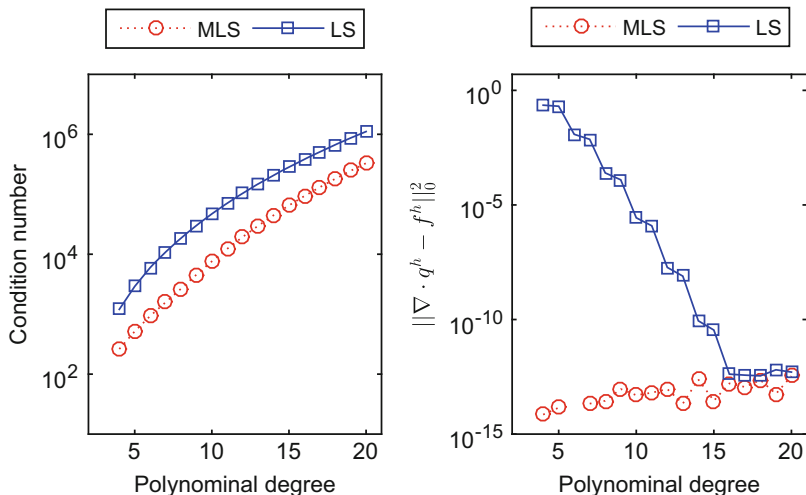 MLS LS
Condition number
10^6
10^4
10^2
5 10 15 20
Polynominal degree
MLS LS
||∇ · q^h − f^h||_0^2
10^0
10^-5
10^-10
10^-15
5 10 15 20
Polynominal degree